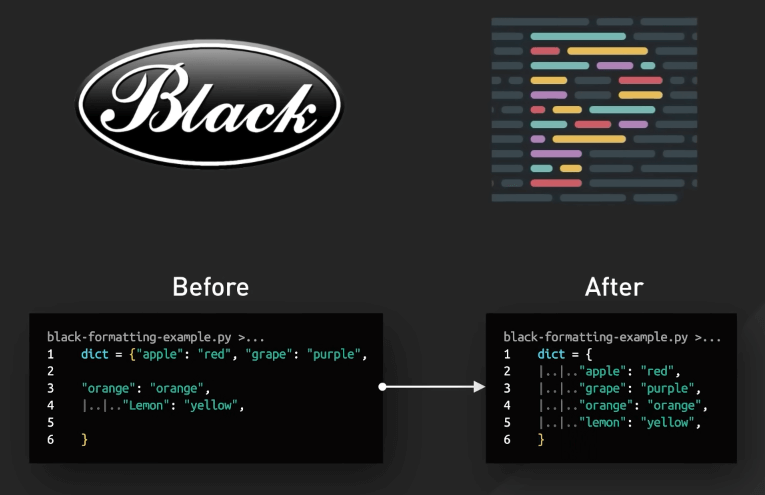 Black
Before
After
black-formatting-example.py >...
1 dict = {"apple": "red", "grape": "purple",
2
3 "orange": "orange",
4 |..|.."Lemon": "yellow",
5
6 }
black-formatting-example.py >...
1 dict = {
2 |..|.."apple": "red",
3 |..|.."grape": "purple",
4 |..|.."orange": "orange",
5 |..|.."lemon": "yellow",
6 }